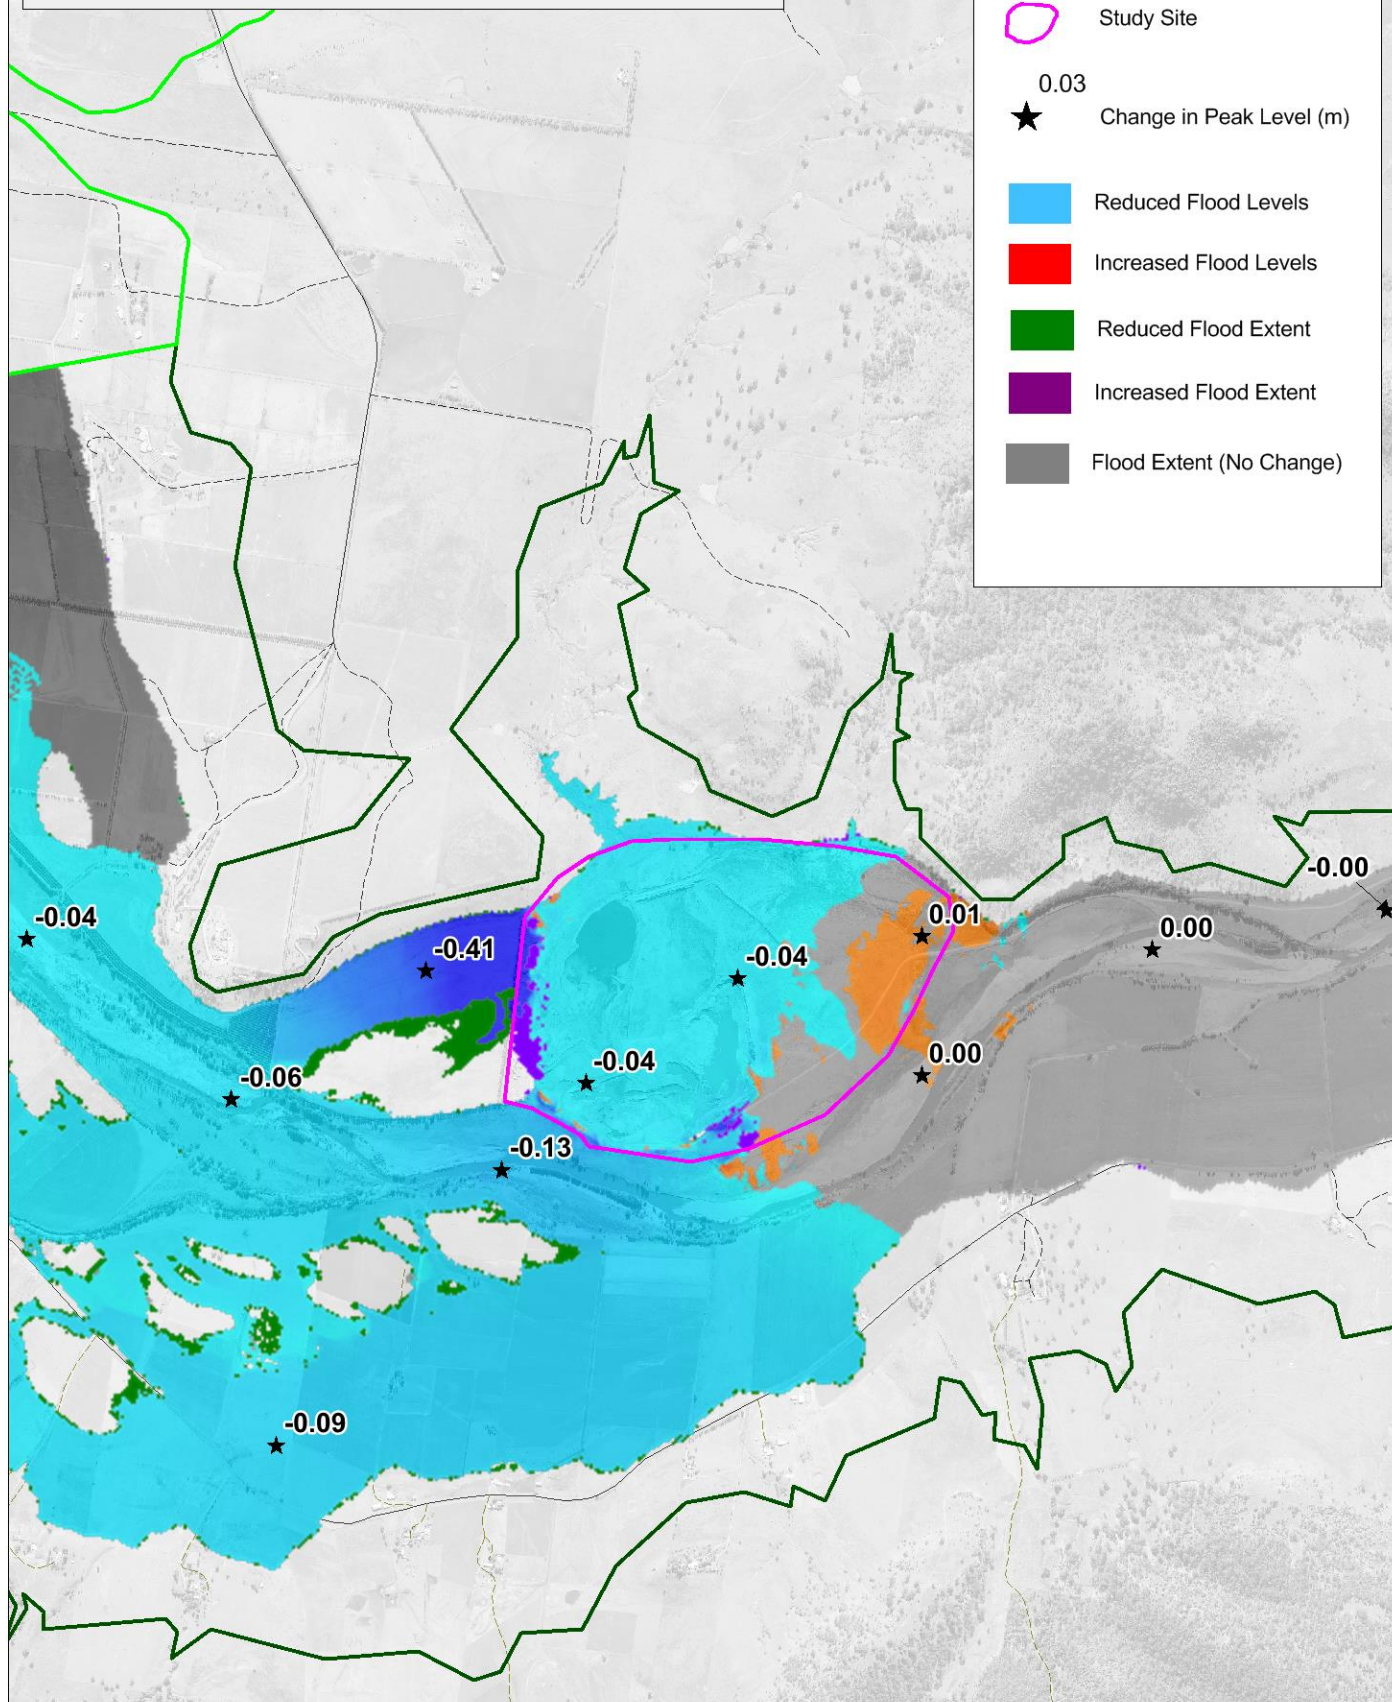 Study Site
0.03
Change in Peak Level (m)
Reduced Flood Levels
Increased Flood Levels
Reduced Flood Extent
Increased Flood Extent
Flood Extent (No Change)
-0.00
-0.04
0.01
0.00
-0.41
-0.04
-0.04
0.00
-0.06
-0.13
-0.09